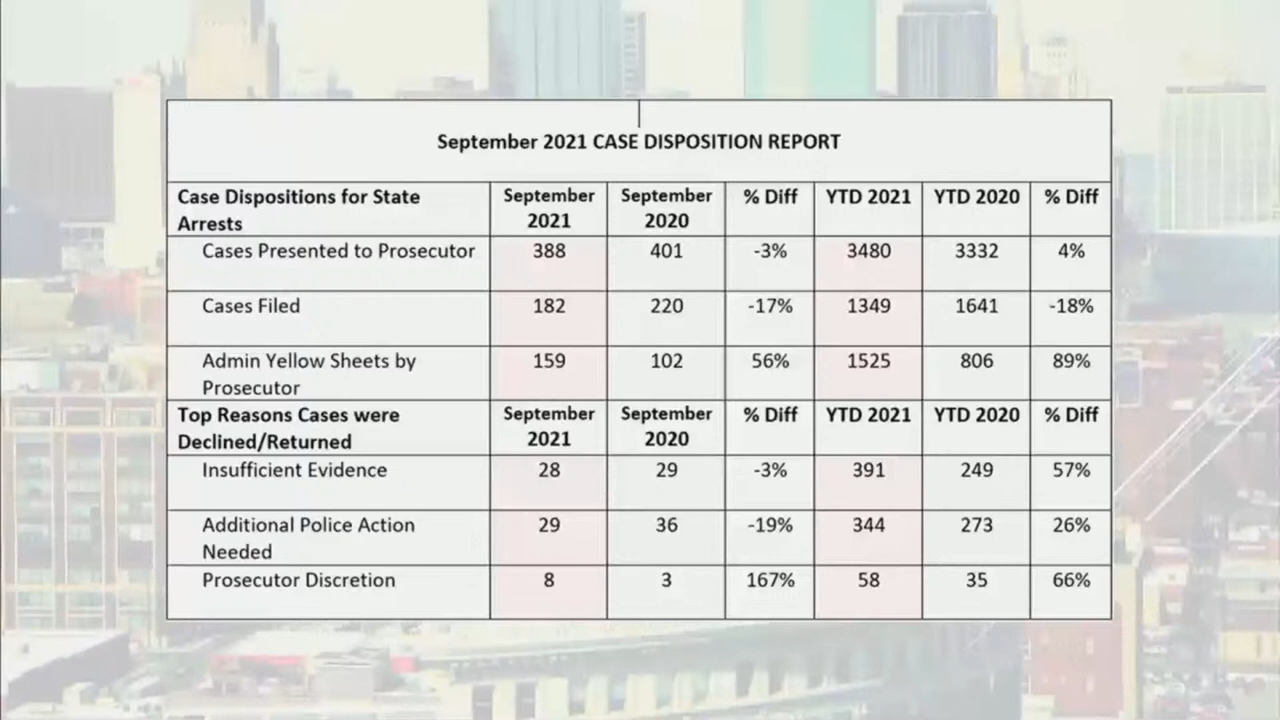 September 2021 CASE DISPOSITION REPORT
Case Dispositions for State Arrests | September 2021 | September 2020 | % Diff | YTD 2021 | YTD 2020 | % Diff
Cases Presented to Prosecutor | 388 | 401 | -3% | 3480 | 3332 | 4%
Cases Filed | 182 | 220 | -17% | 1349 | 1641 | -18%
Admin Yellow Sheets by Prosecutor | 159 | 102 | 56% | 1525 | 806 | 89%
Top Reasons Cases were Declined/Returned | September 2021 | September 2020 | % Diff | YTD 2021 | YTD 2020 | % Diff
Insufficient Evidence | 28 | 29 | -3% | 391 | 249 | 57%
Additional Police Action Needed | 29 | 36 | -19% | 344 | 273 | 26%
Prosecutor Discretion | 8 | 3 | 167% | 58 | 35 | 66%